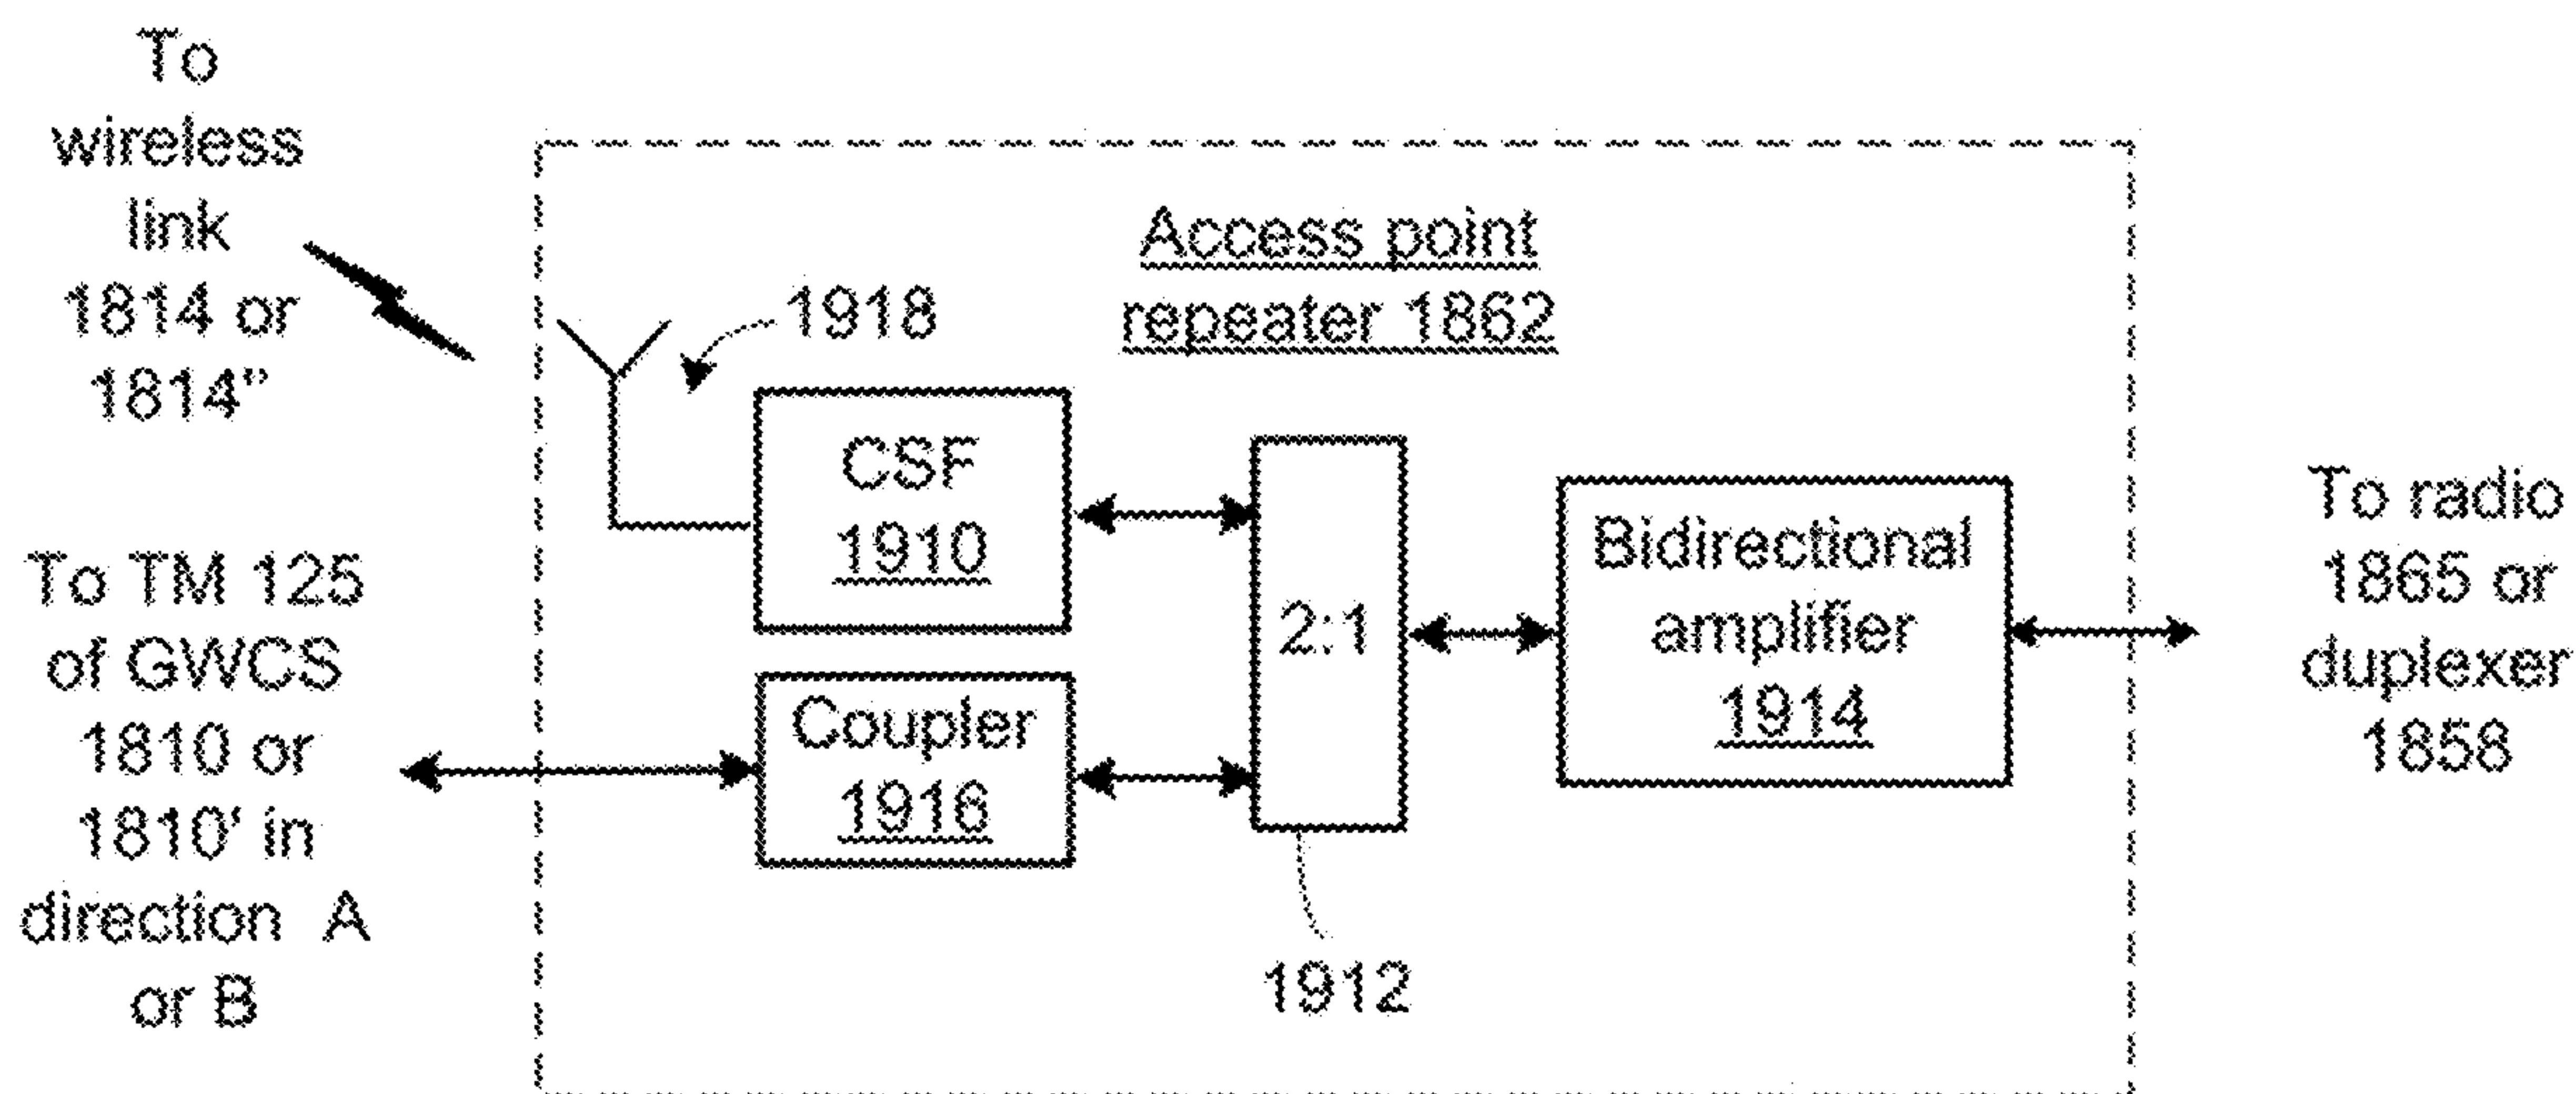 To
wireless
link
1814 or
1814"
Access point
repeater 1862
1918
CSF
1910
To TM 125
of GWCS
1810 or
1810' in
direction A
or B
Coupler
1916
2:1
1912
Bidirectional
amplifier
1914
To radio
1865 or
duplexer
1858